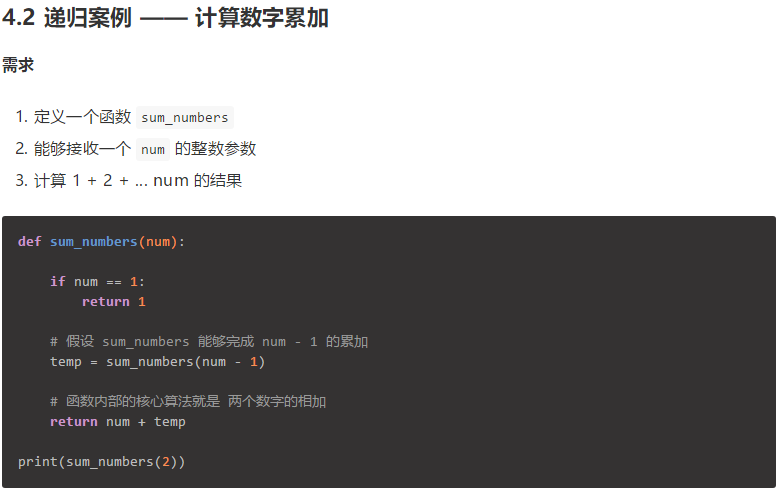 4.2 递归案例 —— 计算数字累加
需求
1. 定义一个函数 sum_numbers
2. 能够接收一个 num 的整数参数
3. 计算 1 + 2 + ... num 的结果
def sum_numbers(num):
    if num == 1:
        return 1
    # 假设 sum_numbers 能够完成 num - 1 的累加
    temp = sum_numbers(num - 1)
    # 函数内部的核心算法就是 两个数字的相加
    return num + temp
print(sum_numbers(2))